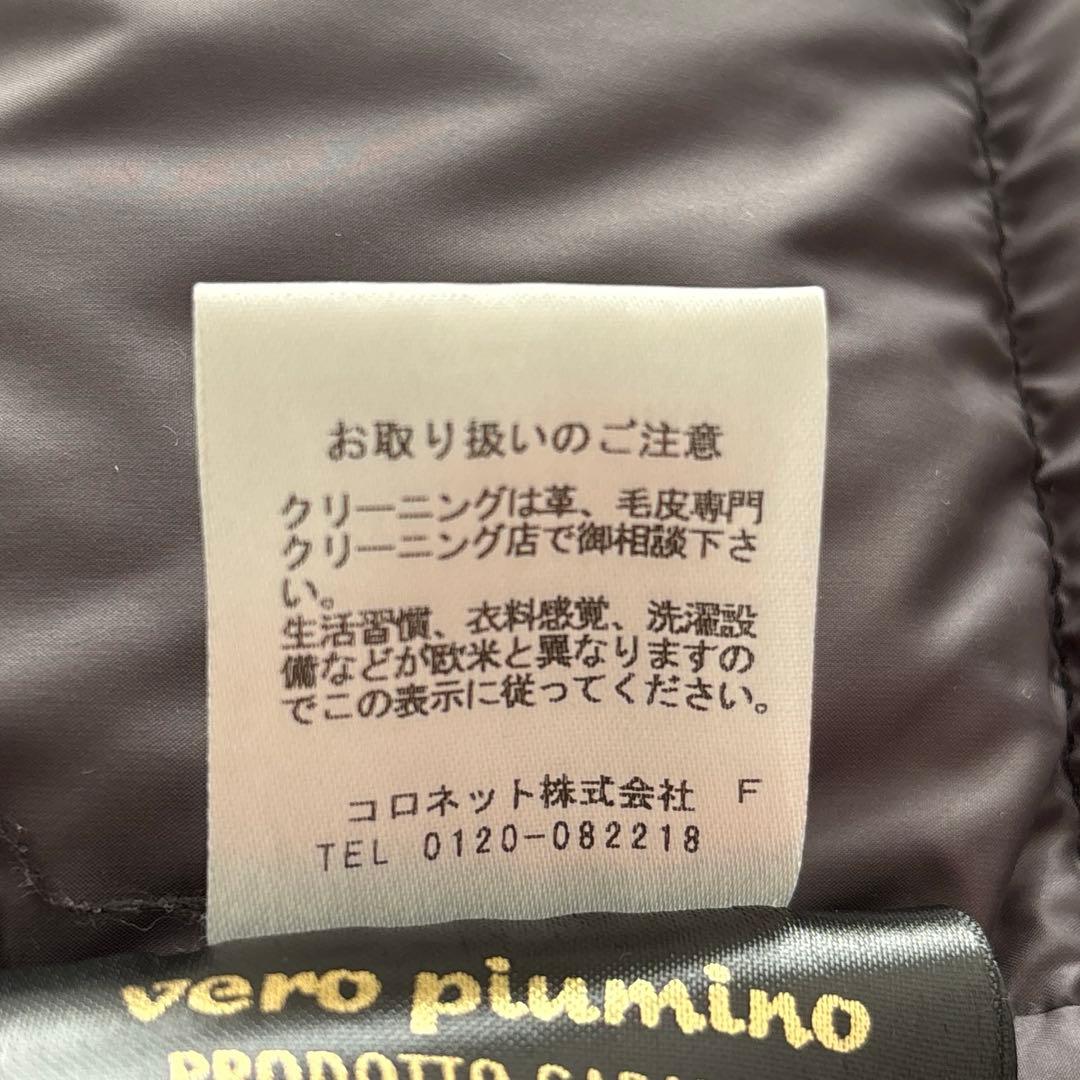 お取り扱いのご注意
クリーニングは革、毛皮専門
クリーニング店で御相談下さ
い。
生活習慣、衣料感覚、洗濯設
備などが欧米と異なりますの
でこの表示に従ってください。
コロネット株式会社 F
TEL 0120-082218
vero piumino
PRODOTTO